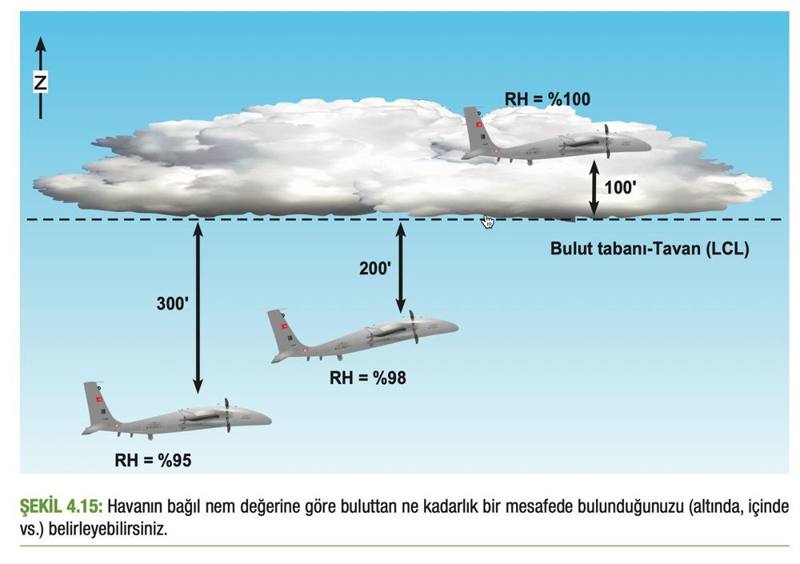 Z
RH = %100
100'
Bulut tabanı-Tavan (LCL)
200'
300'
RH = %98
RH = %95
ŞEKİL 4.15: Havanın bağıl nem değerine göre buluttan ne kadarlık bir mesafede bulunduğunuzu (altında, içinde
vs.) belirleyebilirsiniz.